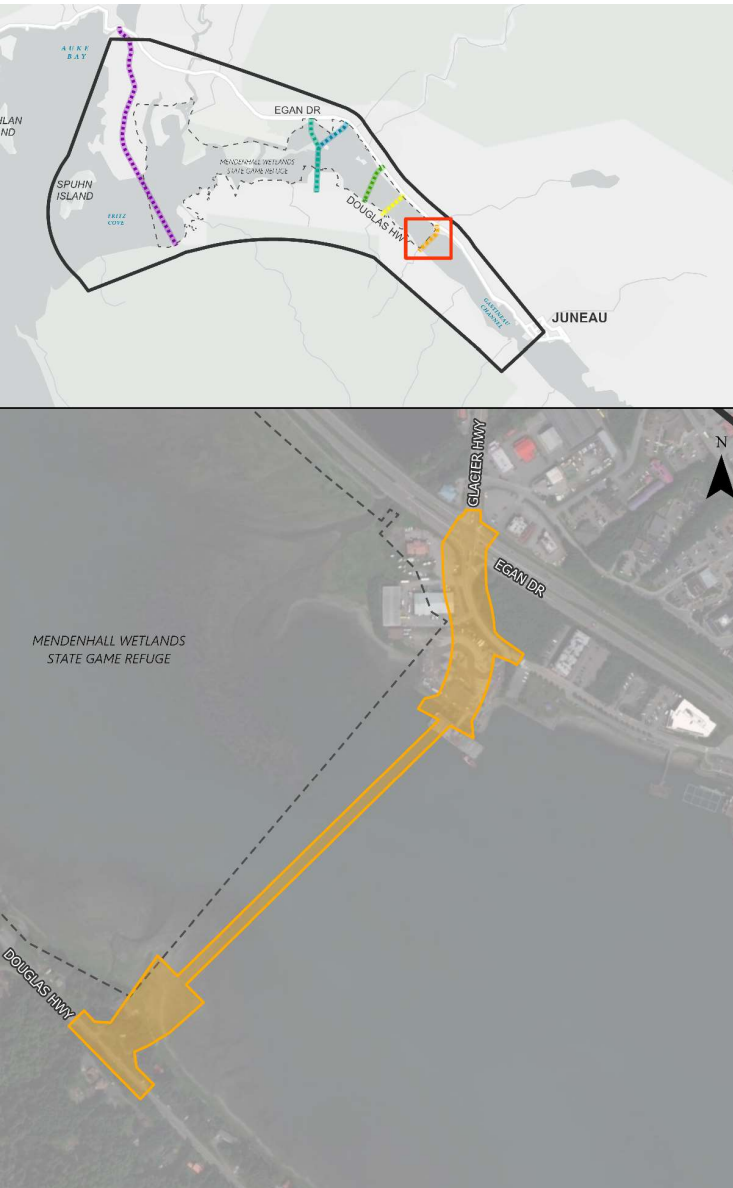 AUKE
BAY
HLAN
ND
EGAN DR
MENDENHALL WETLANDS
STATE GAME REFUGE
SPUHN
ISLAND
FRITZ
COVE
DOUGLAS HWY
GASTINEAU
CHANNEL
JUNEAU
GLACIER HWY
N
EGAN DR
MENDENHALL WETLANDS
STATE GAME REFUGE
DOUGLAS HWY